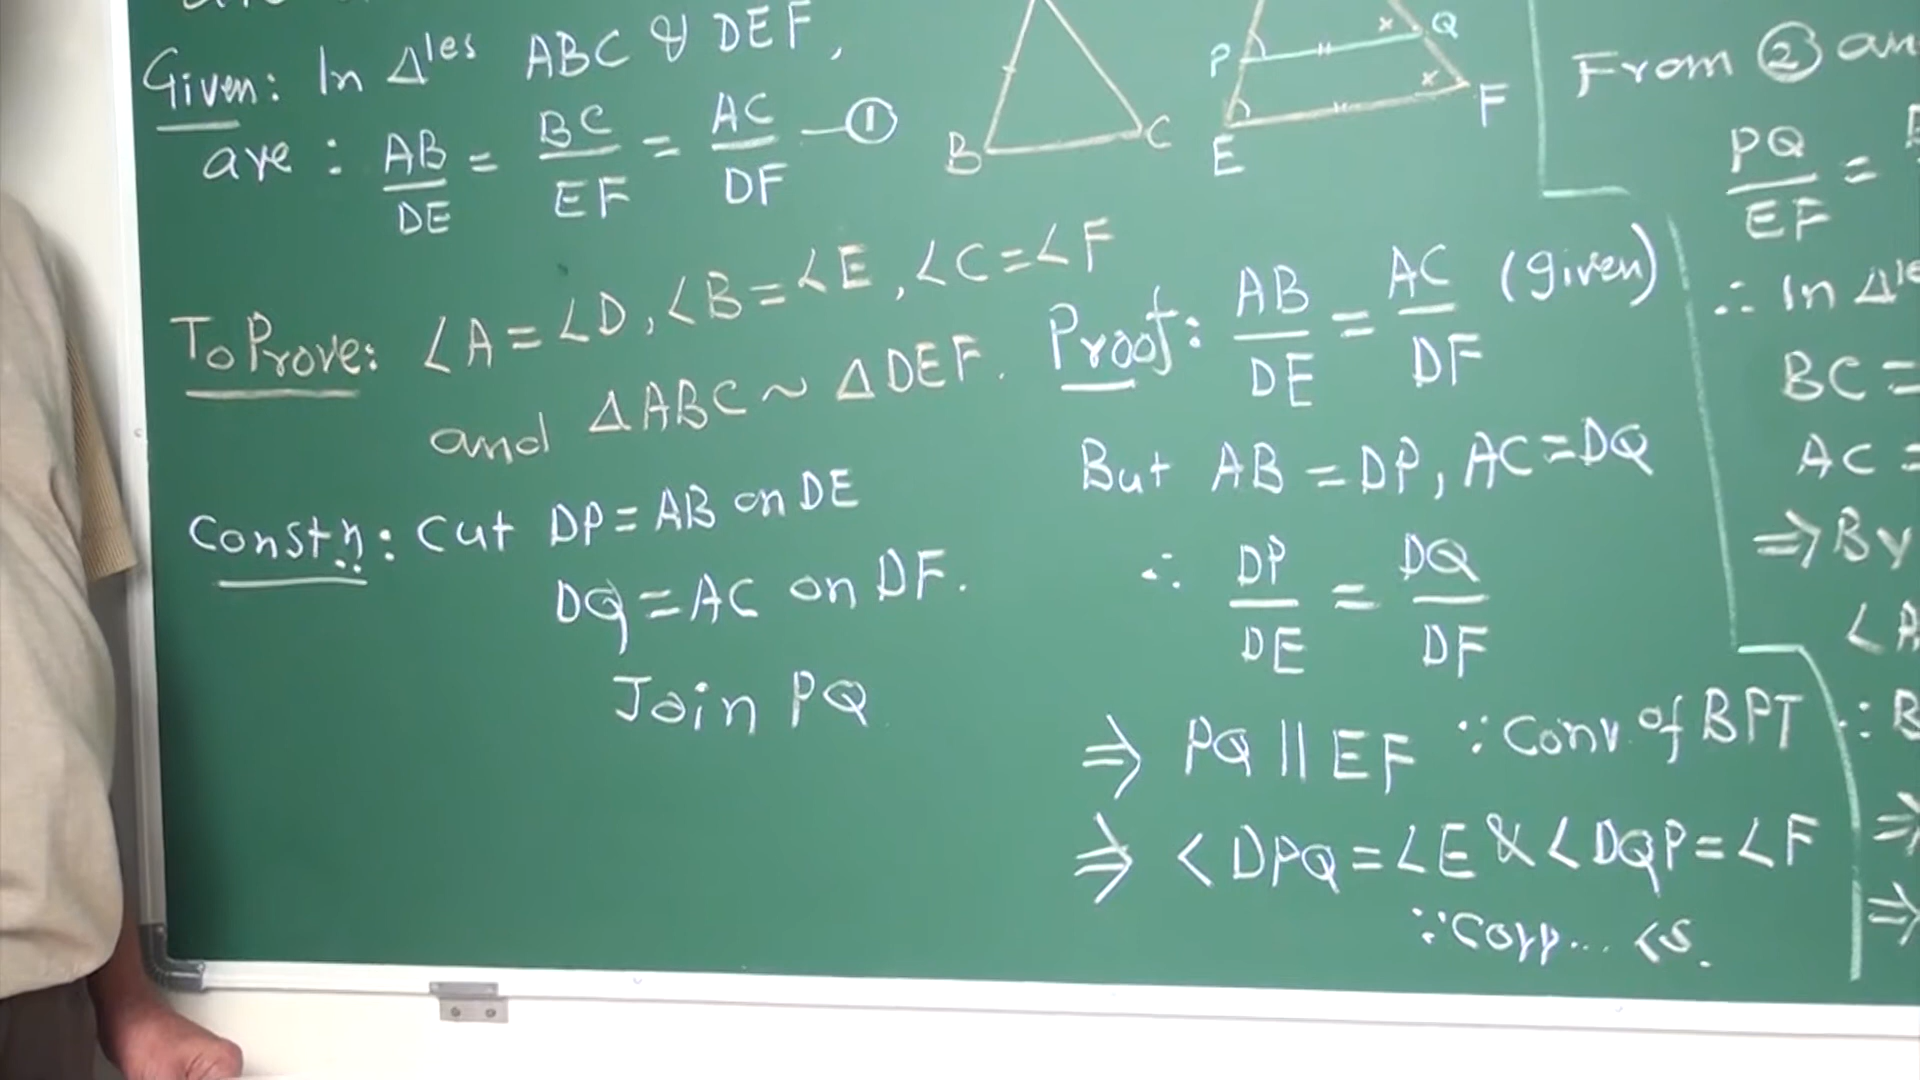 Given: In Δles ABC & DEF,
are : AB/DE = BC/EF = AC/DF — ①
To Prove: ∠A = ∠D, ∠B = ∠E, ∠C = ∠F
and ΔABC ~ ΔDEF.
Constn: Cut DP = AB on DE
DQ = AC on DF.
Join PQ
B
C
P
Q
E
F
Proof: AB/DE = AC/DF (given)
But AB = DP, AC = DQ
∴ DP/DE = DQ/DF
⇒ PQ || EF ∵ Conv. of BPT
⇒ ∠DPQ = ∠E & ∠DQP = ∠F
∵ Corr... ∠s.
From ②
PQ/EF =
∴ In
BC =
AC =
⇒ By
∠A
∴ B
⇒
⇒